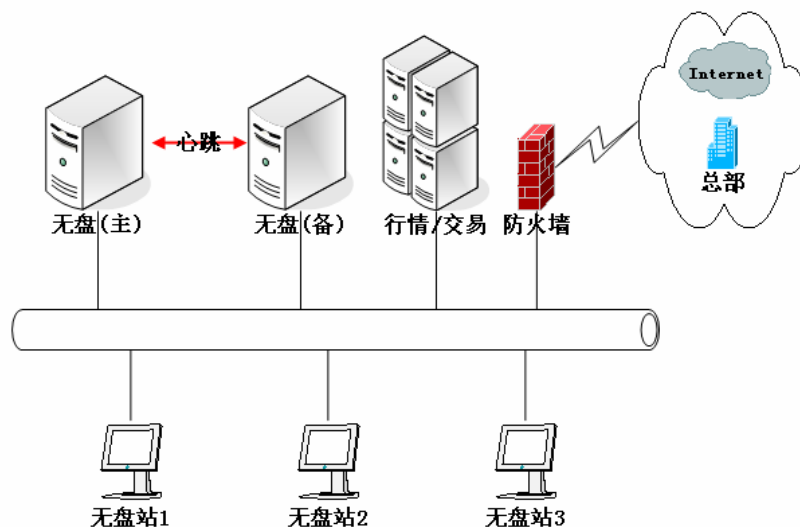 Internet
心跳
总部
无盘(主)
无盘(备)
行情/交易
防火墙
无盘站1
无盘站2
无盘站3